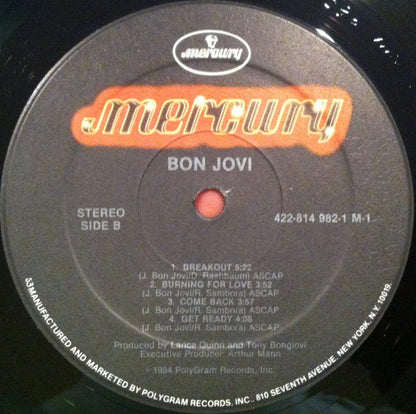 mercury
mercury
BON JOVI
STEREO
SIDE B
422-814 982-1 M-1
1. BREAKOUT 5:22
(J. Bon Jovi/D. Rashbaum) ASCAP
2. BURNING FOR LOVE 3:52
(J. Bon Jovi/R. Sambora) ASCAP
3. COME BACK 3:57
(J. Bon Jovi/R. Sambora) ASCAP
4. GET READY 4:08
(J. Bon Jovi/R. Sambora) ASCAP
Produced by Lance Quinn and Tony Bongiovi
Executive Producer: Arthur Mann
℗ 1984 PolyGram Records, Inc.
53 MANUFACTURED AND MARKETED BY POLYGRAM RECORDS, INC., 810 SEVENTH AVENUE, NEW YORK, N.Y. 10019.